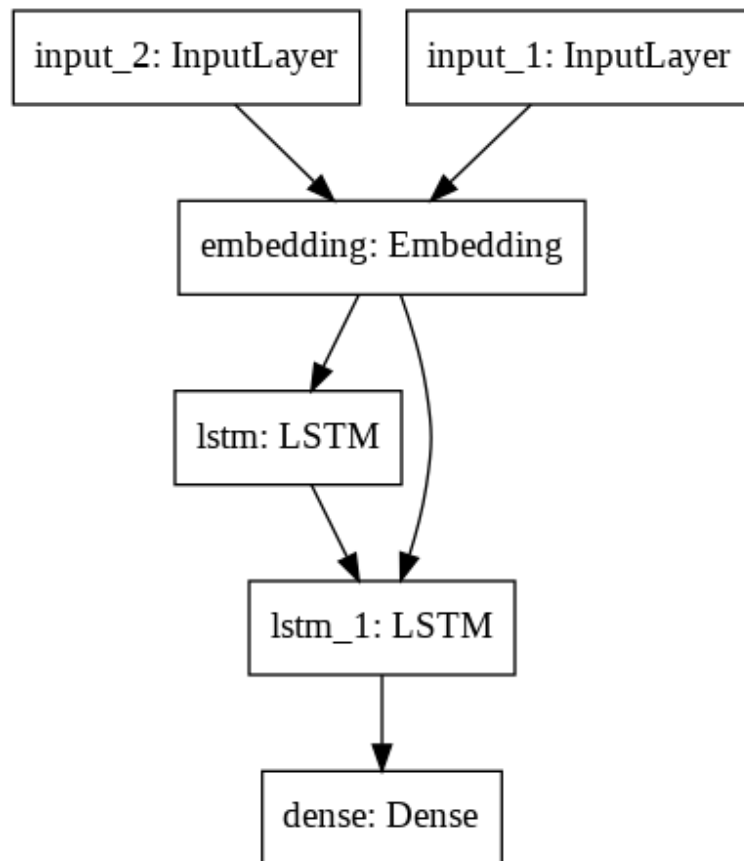 input_2: InputLayer
input_1: InputLayer
embedding: Embedding
lstm: LSTM
lstm_1: LSTM
dense: Dense